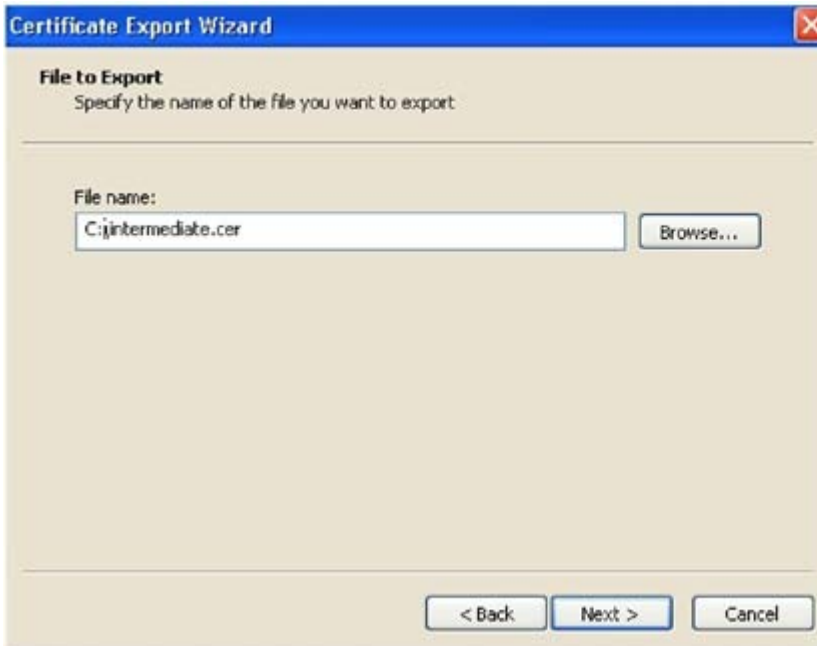 Certificate Export Wizard
File to Export
Specify the name of the file you want to export
File name:
C:\intermediate.cer
Browse...
< Back
Next >
Cancel